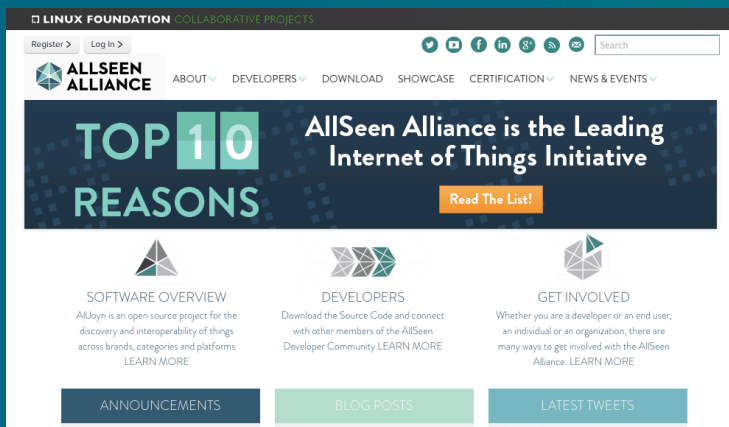 LINUX FOUNDATION COLLABORATIVE PROJECTS
Register >
Log In >
Search
ALLSEEN
ALLIANCE
ABOUT DEVELOPERS DOWNLOAD SHOWCASE CERTIFICATION NEWS & EVENTS
TOP 10
REASONS
AllSeen Alliance is the Leading
Internet of Things Initiative
Read The List!
SOFTWARE OVERVIEW
AllJoyn is an open source project for the
discovery and interoperability of things
across brands, categories and platforms
LEARN MORE
DEVELOPERS
Download the Source Code and connect
with other members of the AllSeen
Developer Community LEARN MORE
GET INVOLVED
Whether you are a developer or an end user,
an individual or an organization, there are
many ways to get involved with the AllSeen
Alliance. LEARN MORE
ANNOUNCEMENTS
BLOG POSTS
LATEST TWEETS